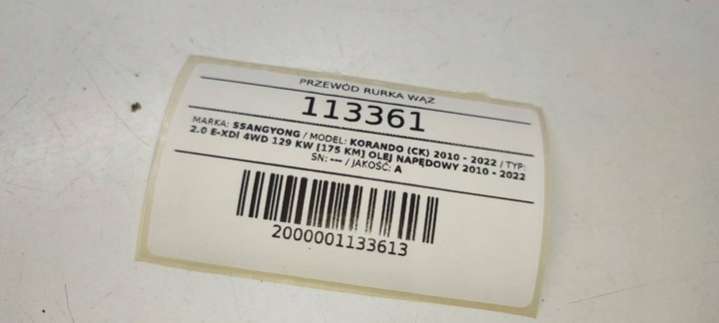 PRZEWÓD RURKA WĄŻ
113361
MARKA: SSANGYONG / MODEL: KORANDO (CK) 2010 - 2022 / TYP:
2.0 E-XDI 4WD 129 KW [175 KM] OLEJ NAPĘDOWY 2010 - 2022
SN: --- / JAKOŚĆ: A
2000001133613